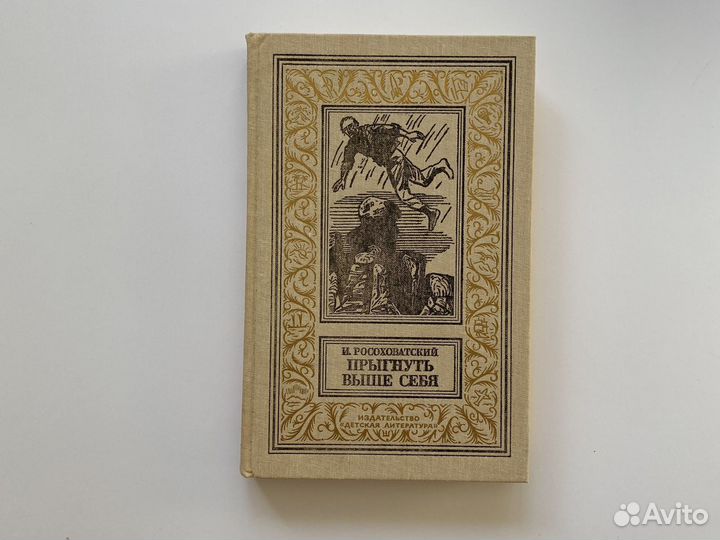 И. РОСОХОВАТСКИЙ
ПРЫГНУТЬ
ВЫШЕ СЕБЯ
ИЗДАТЕЛЬСТВО
«ДЕТСКАЯ ЛИТЕРАТУРА»
Avito